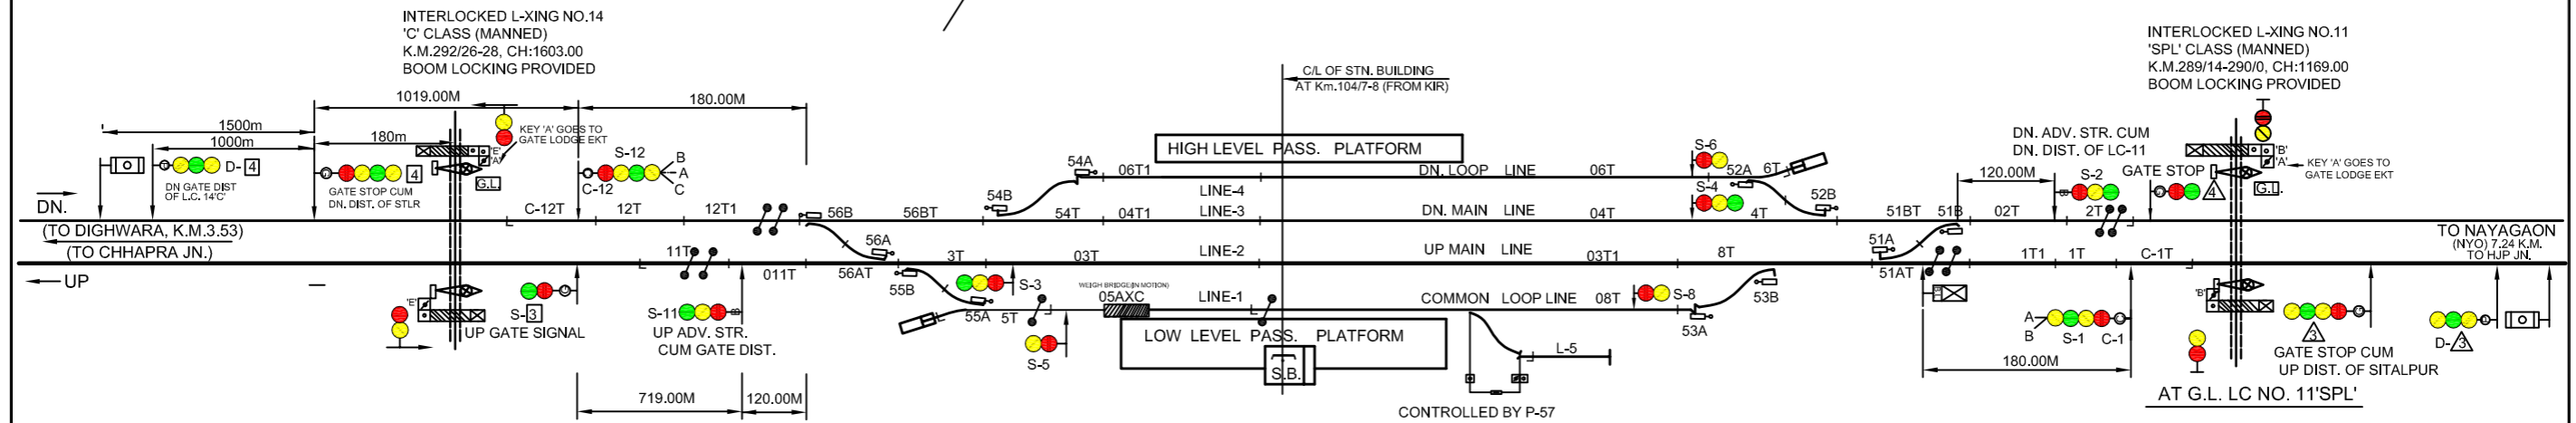 INTERLOCKED L-XING NO.14
'C' CLASS (MANNED)
K.M.292/26-28, CH:1603.00
BOOM LOCKING PROVIDED
INTERLOCKED L-XING NO.11
'SPL' CLASS (MANNED)
K.M.289/14-290/0, CH:1169.00
BOOM LOCKING PROVIDED
C/L OF STN. BUILDING
AT Km.104/7-8 (FROM KIR)
1019.00M
180.00M
1500m
1000m
180m
KEY 'A' GOES TO
GATE LODGE EKT
'E'
'A'
G.L.
D- 4
DN GATE DIST
OF L.C. 14'C'
4
GATE STOP CUM
DN. DIST. OF STLR
S-12
C-12
B
A
C
HIGH LEVEL PASS. PLATFORM
54A
06T1
DN. LOOP LINE
06T
S-6
52A
6T
LINE-4
54B
S-4
52B
DN. ADV. STR. CUM
DN. DIST. OF LC-11
GATE STOP
S-2
4
120.00M
'B'
'A'
KEY 'A' GOES TO
GATE LODGE EKT
G.L.
DN.
C-12T
12T
12T1
56B
56BT
54T
04T1
LINE-3
DN. MAIN LINE
04T
4T
51BT
51B
02T
2T
(TO DIGHWARA, K.M.3.53)
(TO CHHAPRA JN.)
11T
56A
3T
03T
LINE-2
UP MAIN LINE
03T1
8T
51A
1T1
1T
C-1T
TO NAYAGAON
(NYO) 7.24 K.M.
TO HJP JN.
UP
011T
56AT
55B
S-3
51AT
'E'
S-3
UP GATE SIGNAL
S-11
UP ADV. STR.
CUM GATE DIST.
55A
5T
WEIGH BRIDGE(IN MOTION)
05AXC
LINE-1
COMMON LOOP LINE
08T
S-8
53B
53A
S-5
LOW LEVEL PASS. PLATFORM
S.B.
L-5
CONTROLLED BY P-57
A
B
S-1
C-1
180.00M
'B'
3
GATE STOP CUM
UP DIST. OF SITALPUR
D-3
AT G.L. LC NO. 11'SPL'
719.00M
120.00M